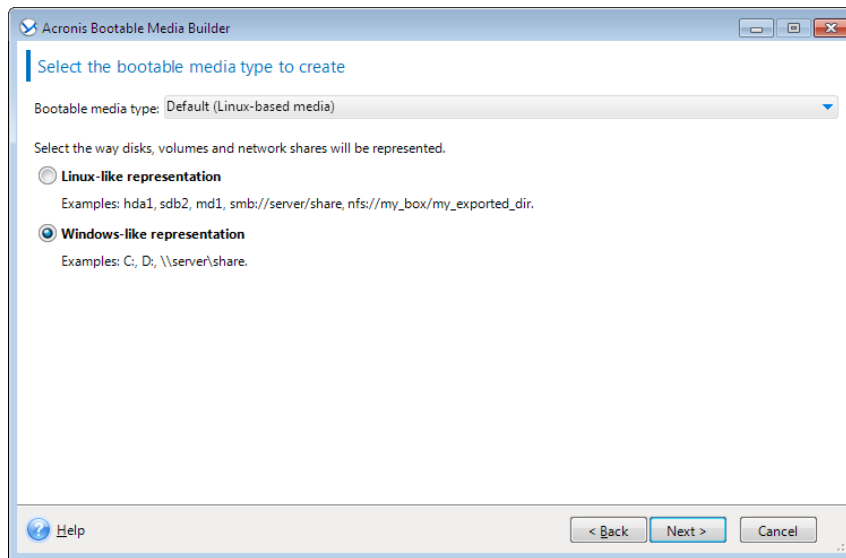 Acronis Bootable Media Builder
Select the bootable media type to create
Bootable media type: Default (Linux-based media)
Select the way disks, volumes and network shares will be represented.
Linux-like representation
Examples: hda1, sdb2, md1, smb://server/share, nfs://my_box/my_exported_dir.
Windows-like representation
Examples: C:, D:, \\server\share.
Help < Back Next > Cancel